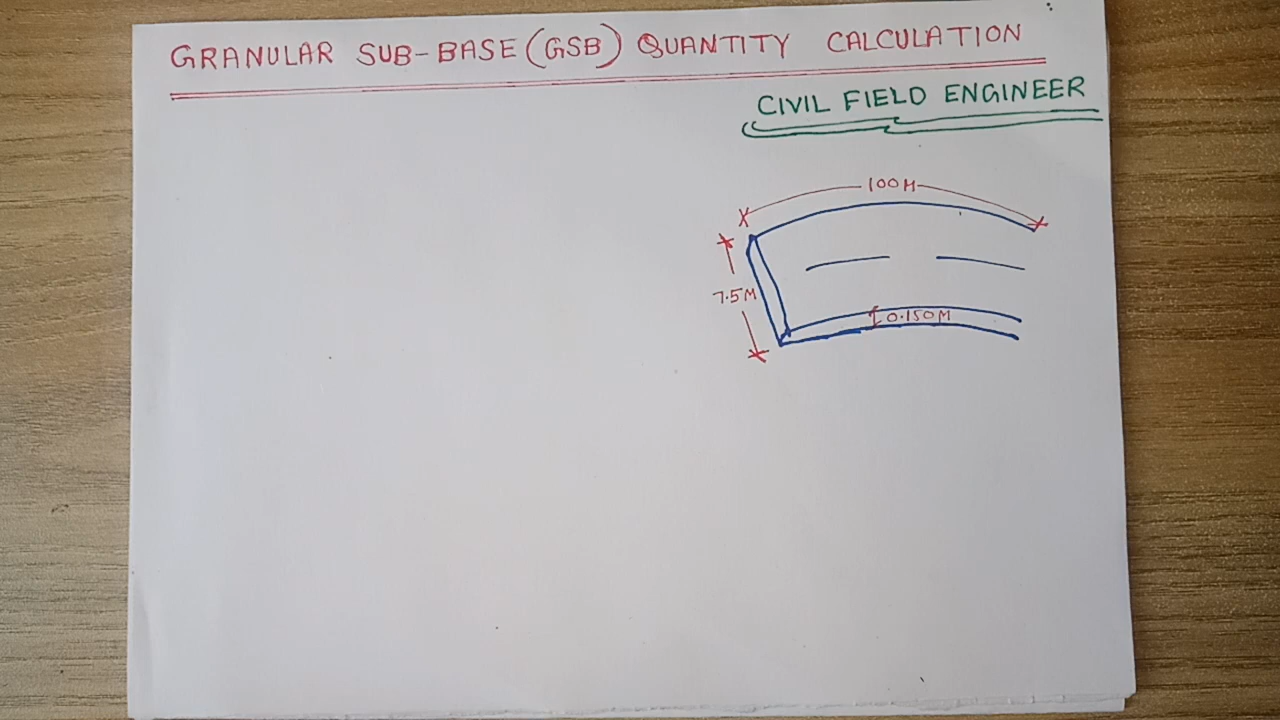 GRANULAR SUB-BASE (GSB) QUANTITY CALCULATION
CIVIL FIELD ENGINEER
100M
7.5M
0.150M